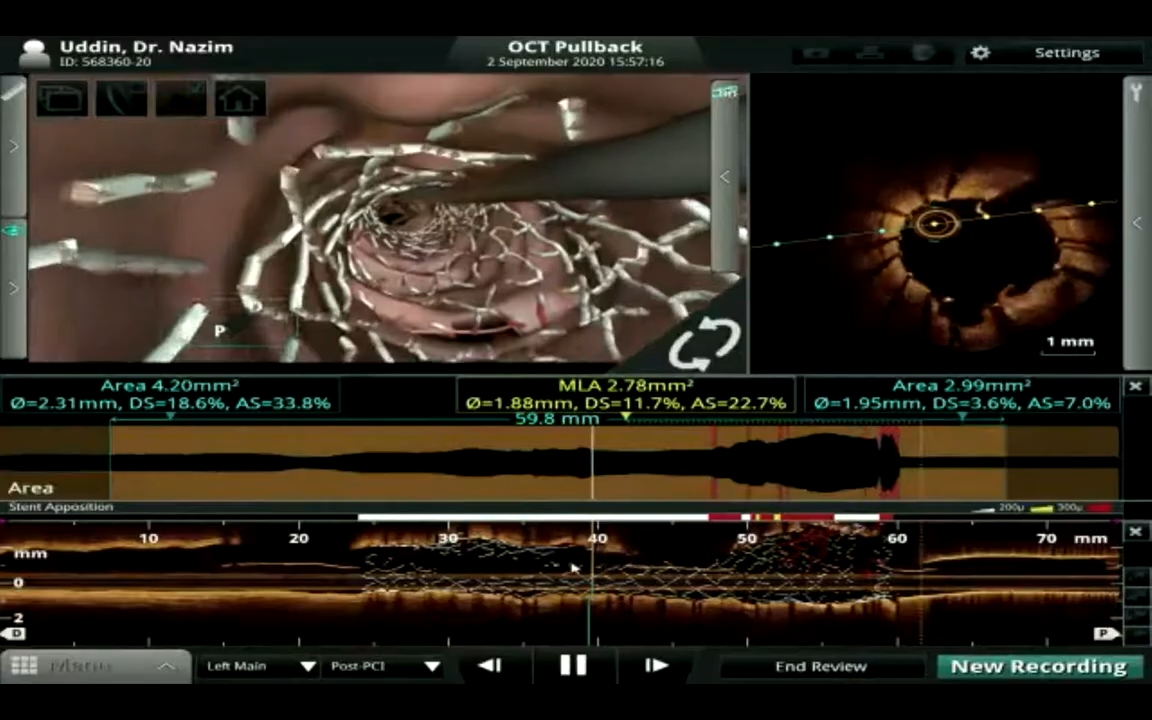 Uddin, Dr. Nazim
ID: 568360-20
OCT Pullback
2 September 2020 15:57:16
Settings
D
P
1 mm
Area 4.20mm²
Ø=2.31mm, DS=18.6%, AS=33.8%
MLA 2.78mm²
Ø=1.88mm, DS=11.7%, AS=22.7%
Area 2.99mm²
Ø=1.95mm, DS=3.6%, AS=7.0%
59.8 mm
Area
Stent Apposition
200µ
300µ
10 20 30 40 50 60 70 mm
mm
0
2
D
P
Menu
Left Main
Post-PCI
End Review
New Recording